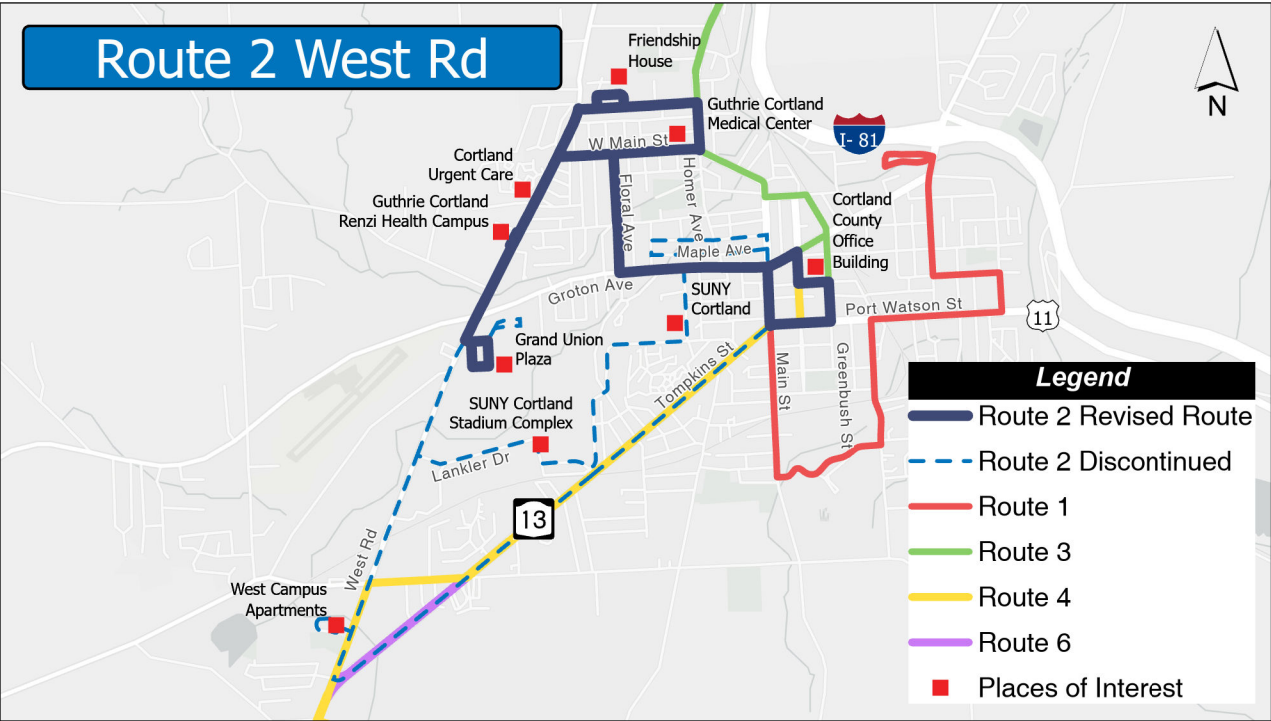 Route 2 West Rd
N
Friendship
House
Guthrie Cortland
Medical Center
I- 81
W Main St
Cortland
Urgent Care
Guthrie Cortland
Renzi Health Campus
Floral Ave
Homer Ave
Cortland
County
Office
Building
Maple Ave
Groton Ave
SUNY
Cortland
Port Watson St
11
Grand Union
Plaza
Tompkins St
Main St
Greenbush St
SUNY Cortland
Stadium Complex
Lankler Dr
13
West Rd
West Campus
Apartments
Legend
Route 2 Revised Route
Route 2 Discontinued
Route 1
Route 3
Route 4
Route 6
Places of Interest